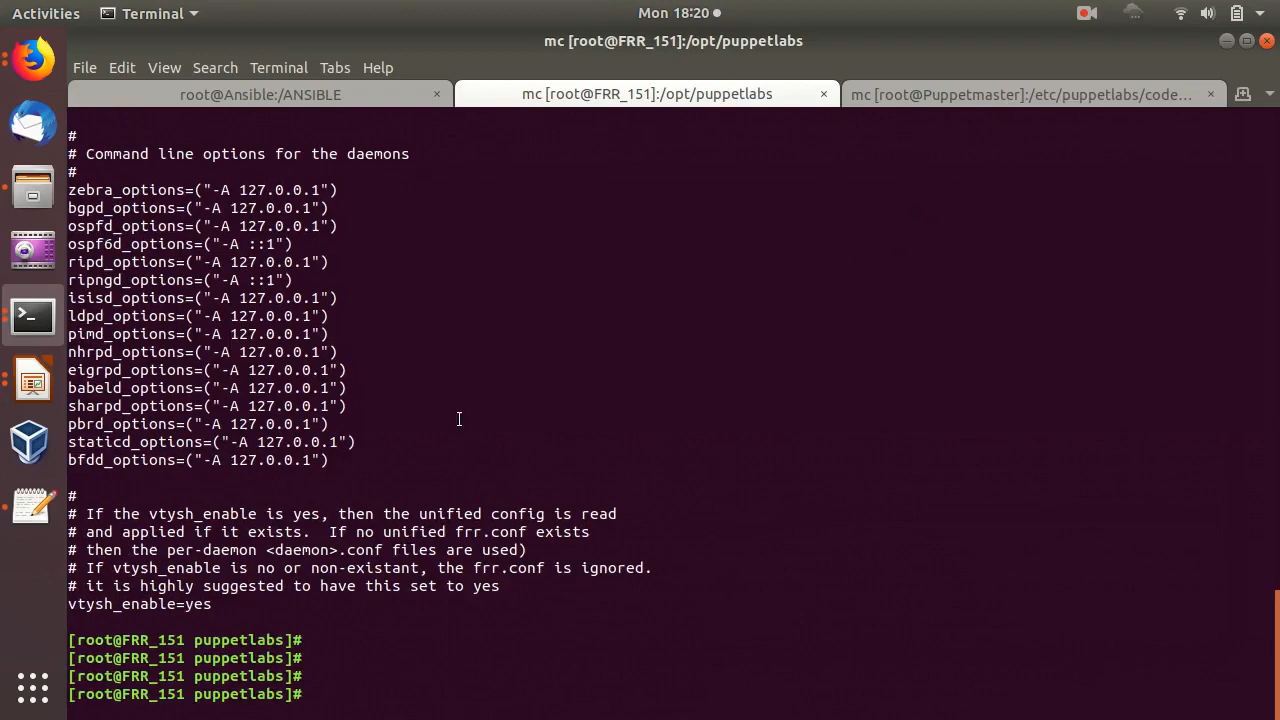 Activities Terminal Mon 18:20
mc [root@FRR_151]:/opt/puppetlabs
File Edit View Search Terminal Tabs Help
root@Ansible:/ANSIBLE × mc [root@FRR_151]:/opt/puppetlabs × mc [root@Puppetmaster]:/etc/puppetlabs/code... ×
#
# Command line options for the daemons
#
zebra_options=("-A 127.0.0.1")
bgpd_options=("-A 127.0.0.1")
ospfd_options=("-A 127.0.0.1")
ospf6d_options=("-A ::1")
ripd_options=("-A 127.0.0.1")
ripngd_options=("-A ::1")
isisd_options=("-A 127.0.0.1")
ldpd_options=("-A 127.0.0.1")
pimd_options=("-A 127.0.0.1")
nhrpd_options=("-A 127.0.0.1")
eigrpd_options=("-A 127.0.0.1")
babeld_options=("-A 127.0.0.1")
sharpd_options=("-A 127.0.0.1")
pbrd_options=("-A 127.0.0.1")
staticd_options=("-A 127.0.0.1")
bfdd_options=("-A 127.0.0.1")
#
# If the vtysh_enable is yes, then the unified config is read
# and applied if it exists.  If no unified frr.conf exists
# then the per-daemon <daemon>.conf files are used)
# If vtysh_enable is no or non-existant, the frr.conf is ignored.
# it is highly suggested to have this set to yes
vtysh_enable=yes
[root@FRR_151 puppetlabs]#
[root@FRR_151 puppetlabs]#
[root@FRR_151 puppetlabs]#
[root@FRR_151 puppetlabs]#